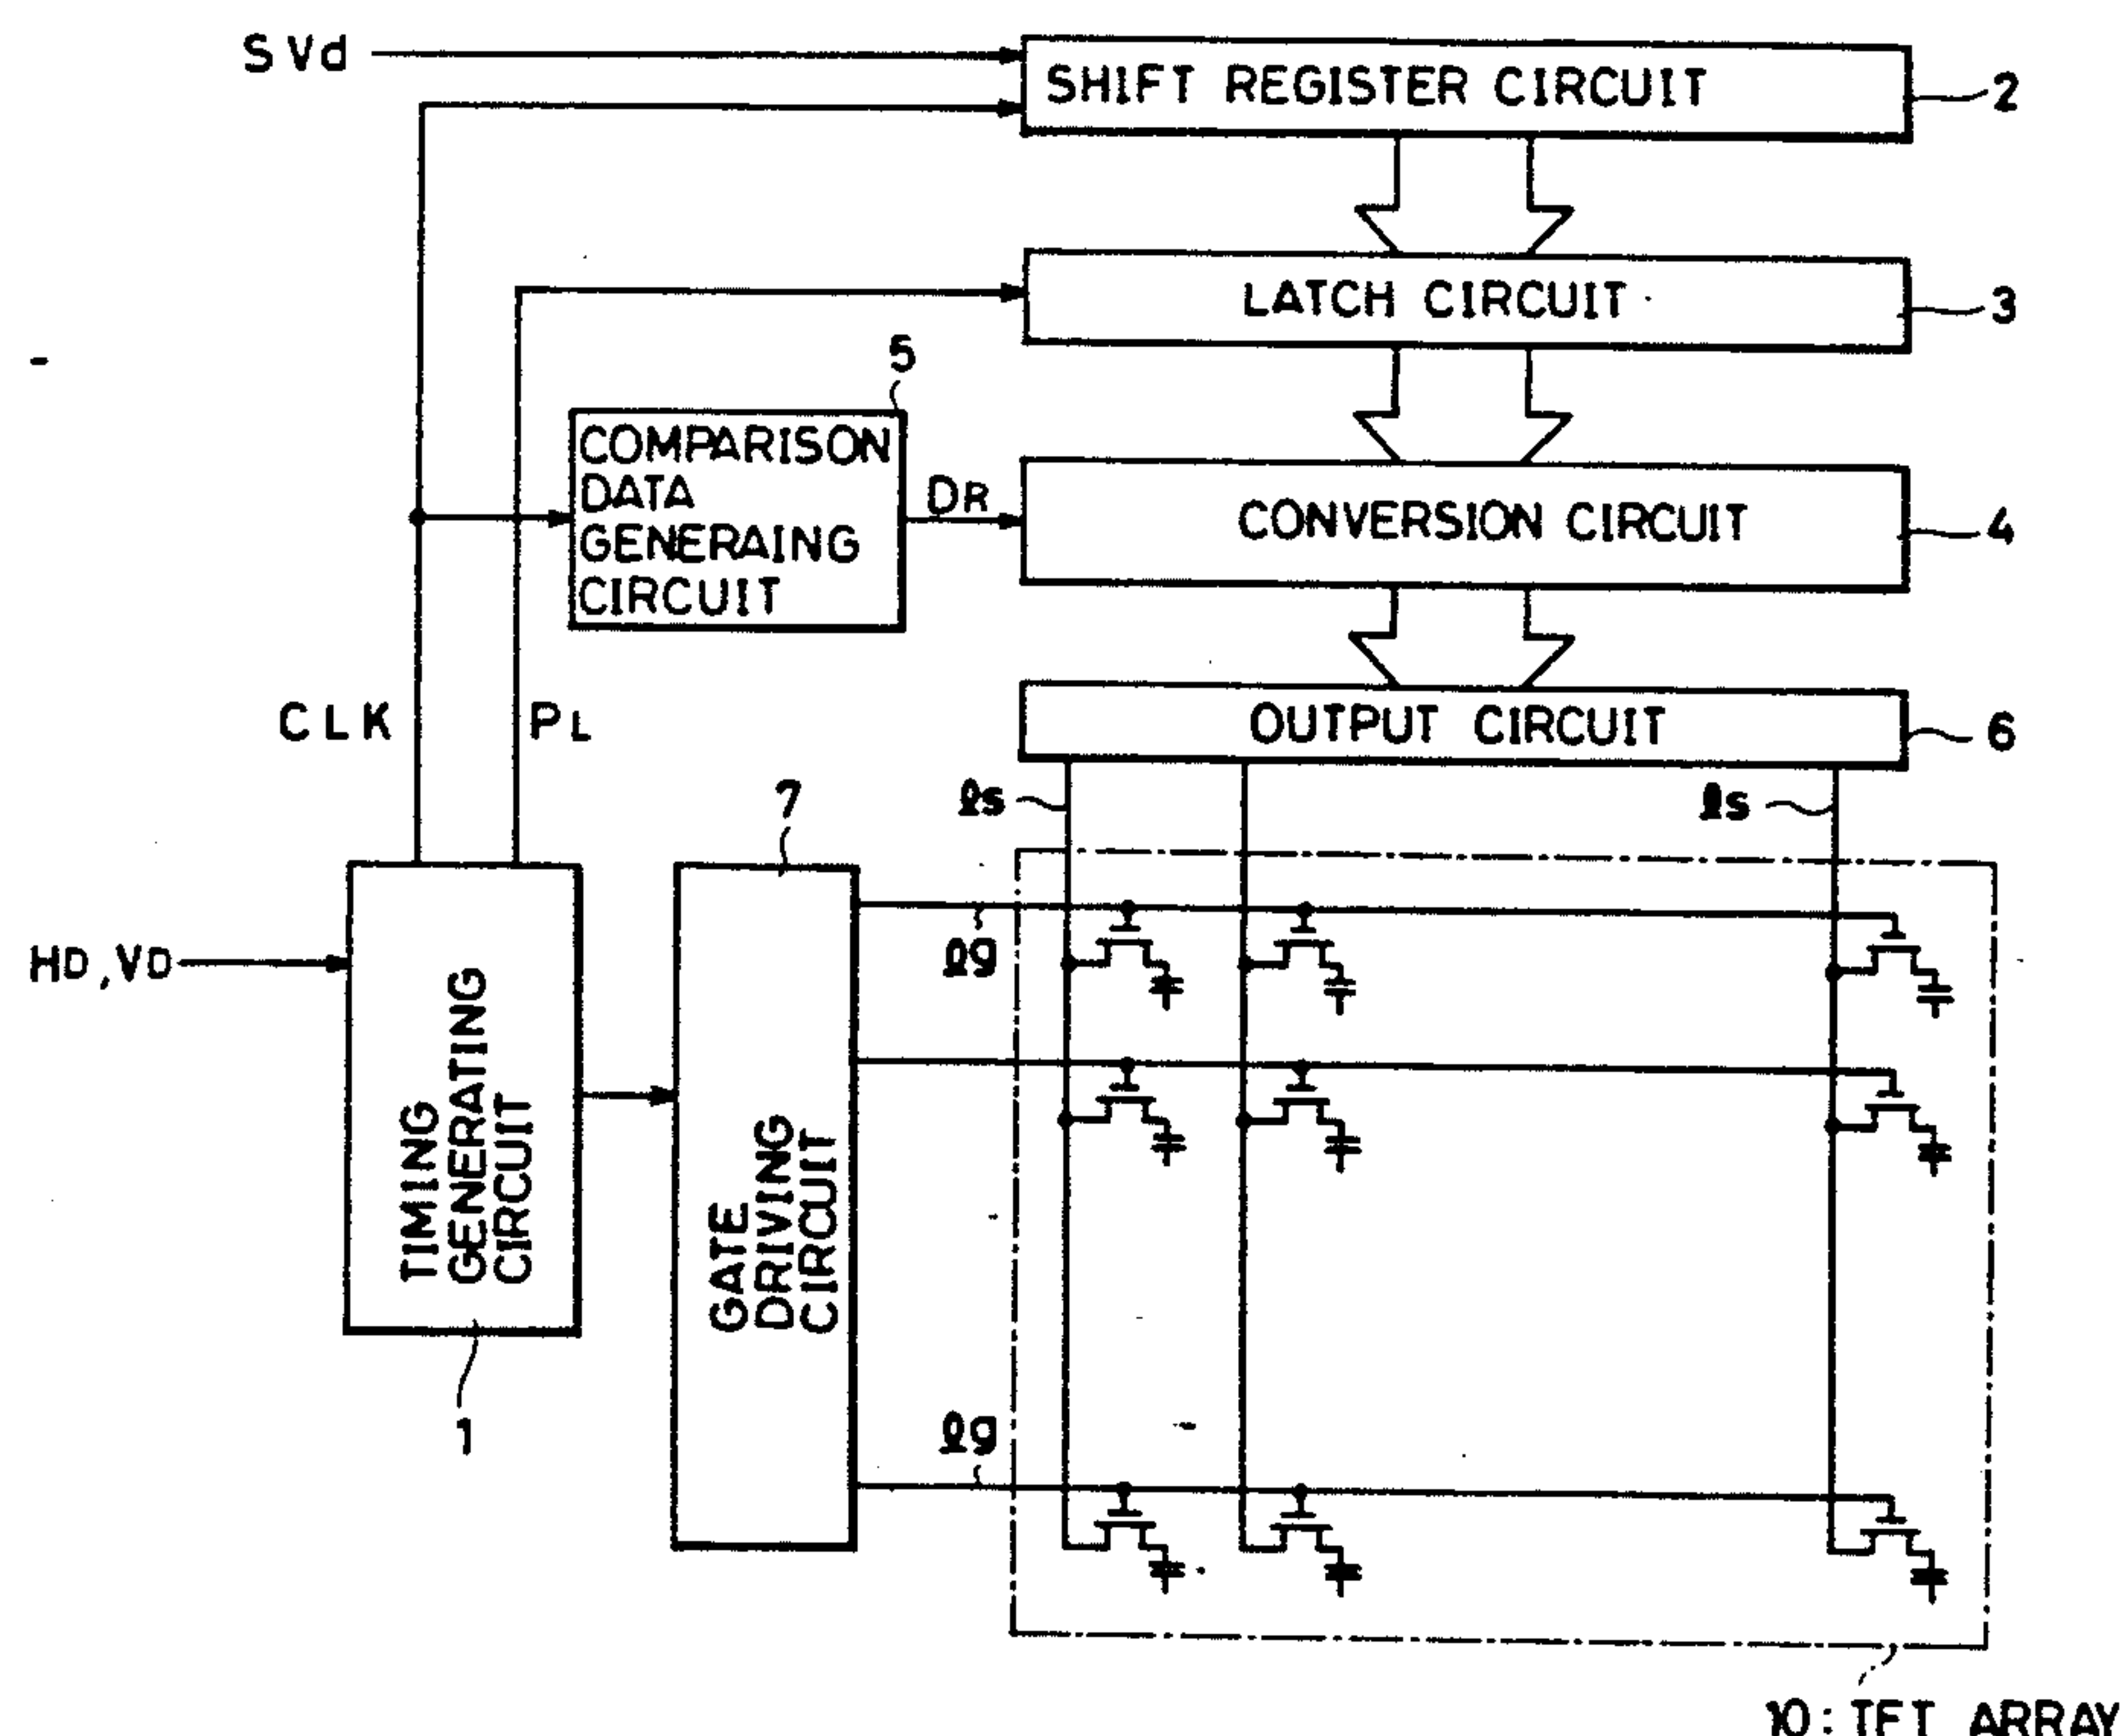 SVd
SHIFT REGISTER CIRCUIT
2
LATCH CIRCUIT
3
5
COMPARISON
DATA
GENERAING
CIRCUIT
DR
CONVERSION CIRCUIT
4
CLK
PL
OUTPUT CIRCUIT
6
7
ℓs
ℓs
HD,VD
ℓg
TIMING
GENERATING
CIRCUIT
GATE
DRIVING
CIRCUIT
1
ℓg
10: TFT ARRAY